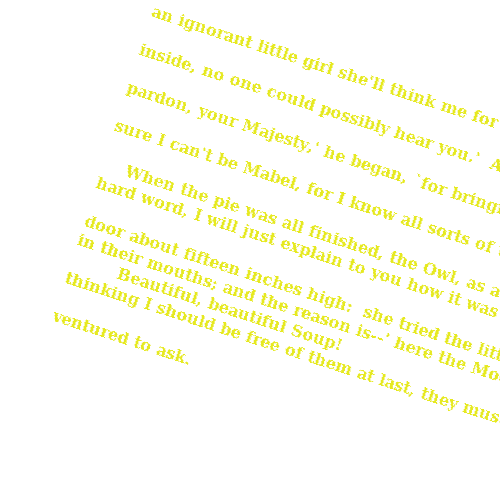 an ignorant little girl she'll think me for
inside, no one could possibly hear you.'  A
pardon, your Majesty,' he began, `for bring
sure I can't be Mabel, for I know all sorts of
When the pie was all finished, the Owl, as a
hard word, I will just explain to you how it was
door about fifteen inches high:  she tried the litt
in their mouths; and the reason is--' here the Mo
Beautiful, beautiful Soup!
thinking I should be free of them at last, they mus
ventured to ask.